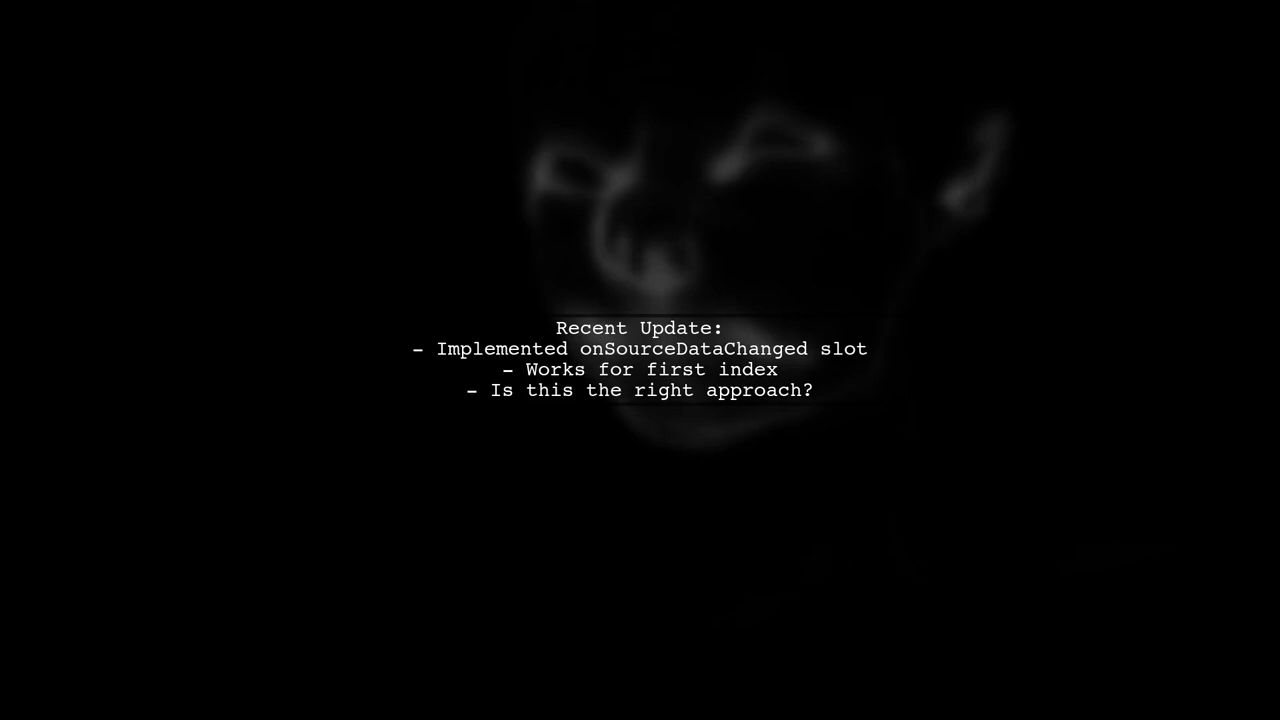 Recent Update:
- Implemented onSourceDataChanged slot
- Works for first index
- Is this the right approach?